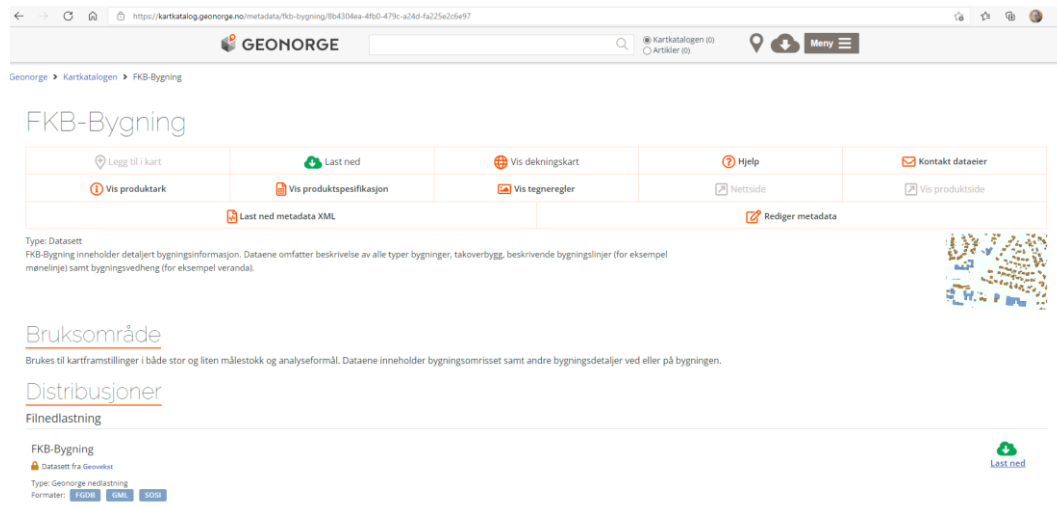 https://kartkatalog.geonorge.no/metadata/fkb-bygning/8b4304ea-4fb0-479c-a24d-fa225e2c6e97
GEONORGE
Kartkatalogen (0)
Artikler (0)
Meny
Geonorge > Kartkatalogen > FKB-Bygning
FKB-Bygning
Legg til i kart Last ned Vis dekningskart Hjelp Kontakt dataeier
Vis produktark Vis produktspesifikasjon Vis tegneregler Nettside Vis produktside
Last ned metadata XML Rediger metadata
Type: Datasett
FKB-Bygning inneholder detaljert bygningsinformasjon. Dataene omfatter beskrivelse av alle typer bygninger, takoverbygg, beskrivende bygningslinjer (for eksempel
mønelinje) samt bygningsvedheng (for eksempel veranda).
Bruksområde
Brukes til kartframstillinger i både stor og liten målestokk og analyseformål. Dataene inneholder bygningsomrisset samt andre bygningsdetaljer ved eller på bygningen.
Distribusjoner
Filnedlastning
FKB-Bygning
Datasett fra Geovekst
Last ned
Type: Geonorge nedlastning
Formater: FGDB GML SOSI